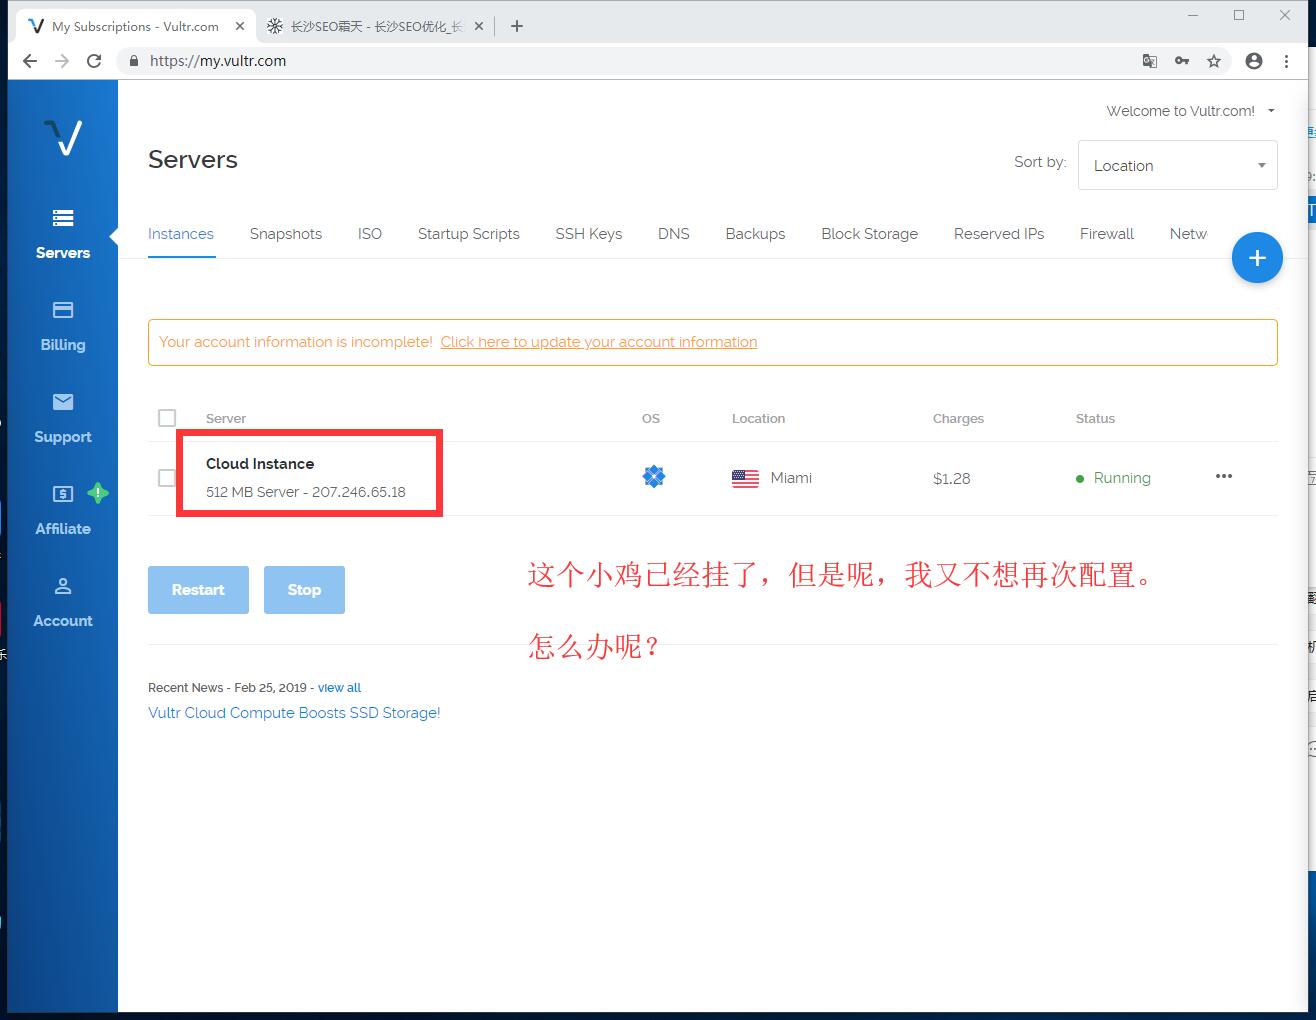 My Subscriptions - Vultr.com
长沙SEO霜天 - 长沙SEO优化_长
https://my.vultr.com
Welcome to Vultr.com!
Servers
Sort by:
Location
Instances
Snapshots
ISO
Startup Scripts
SSH Keys
DNS
Backups
Block Storage
Reserved IPs
Firewall
Netw
Servers
Billing
Support
Affiliate
Account
Your account information is incomplete! Click here to update your account information
Server
OS
Location
Charges
Status
Cloud Instance
512 MB Server - 207.246.65.18
Miami
$1.28
Running
Restart
Stop
这个小鸡已经挂了，但是呢，我又不想再次配置。
怎么办呢？
Recent News - Feb 25, 2019 - view all
Vultr Cloud Compute Boosts SSD Storage!